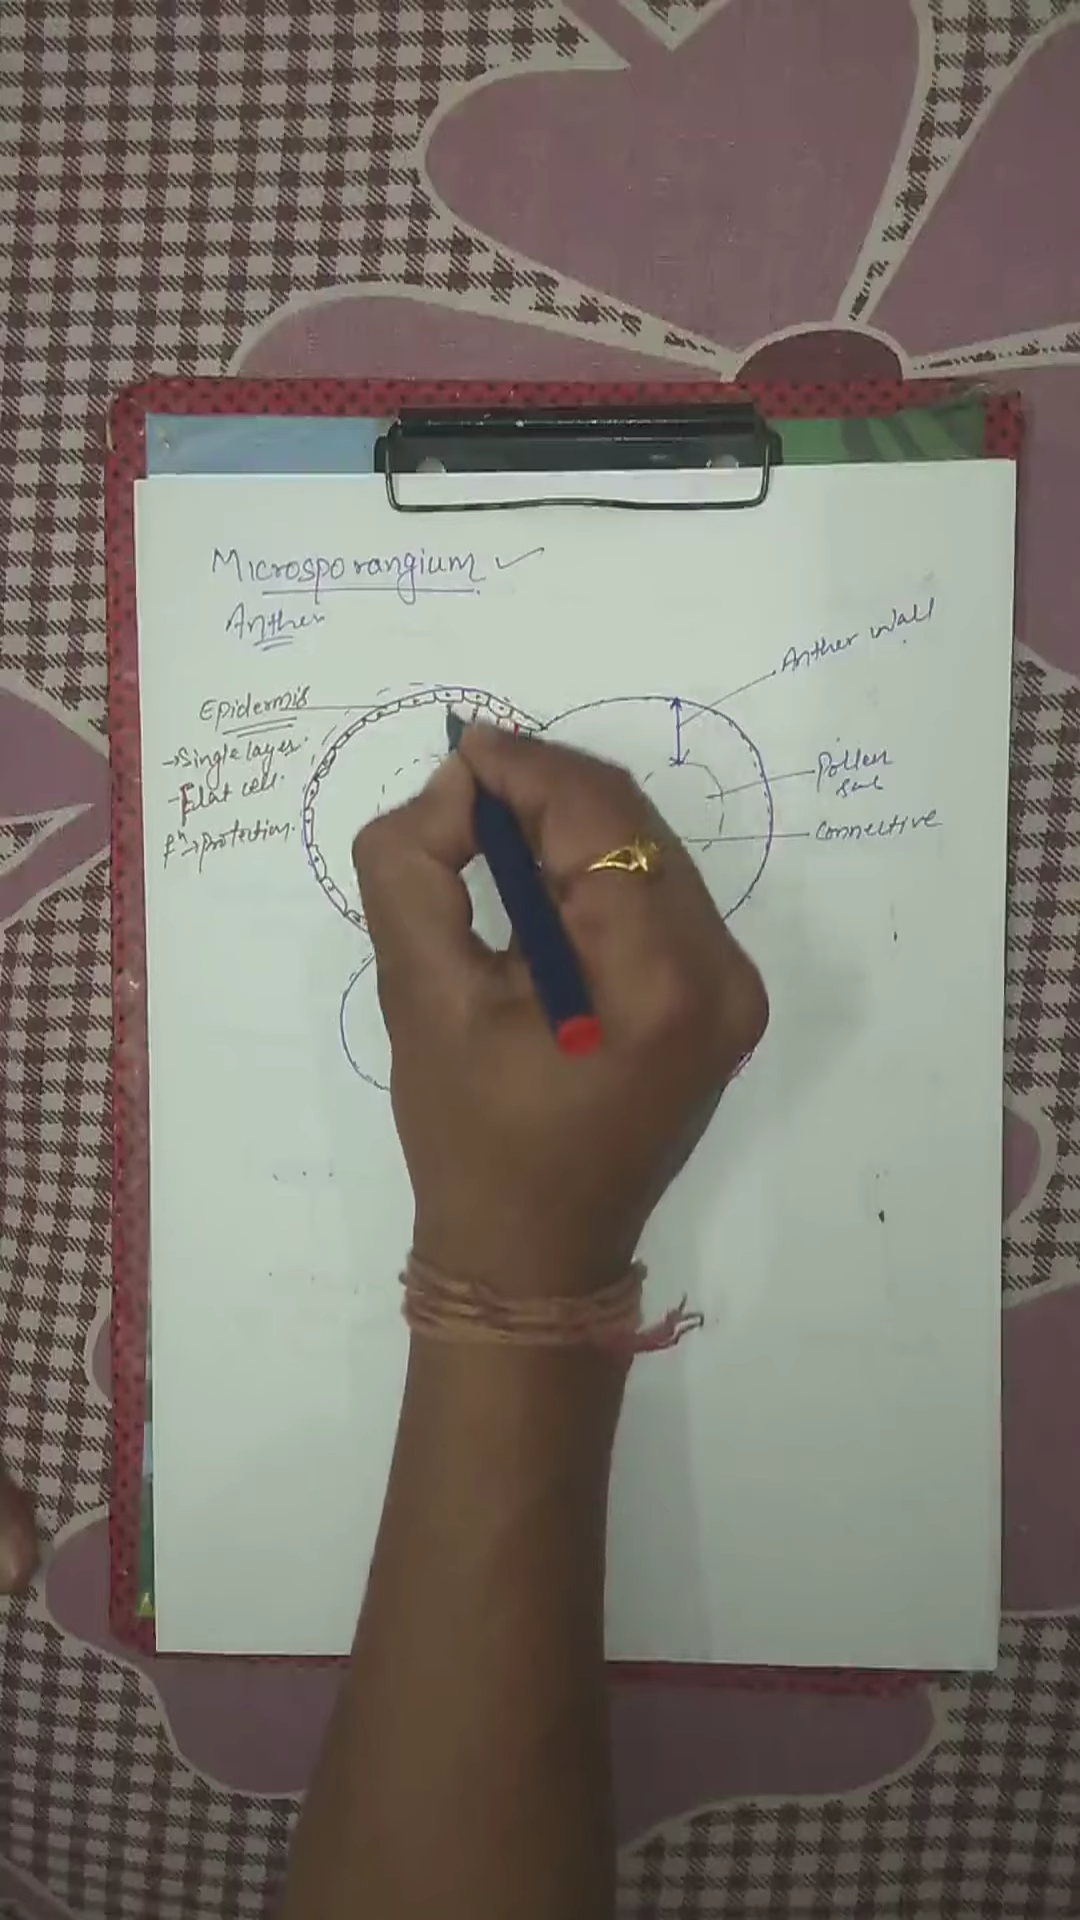 Microsporangium
Anther
Anther wall
Epidermis
→Single layer.
→Flat cell.
fⁿ→protection.
Pollen
sac
Connective